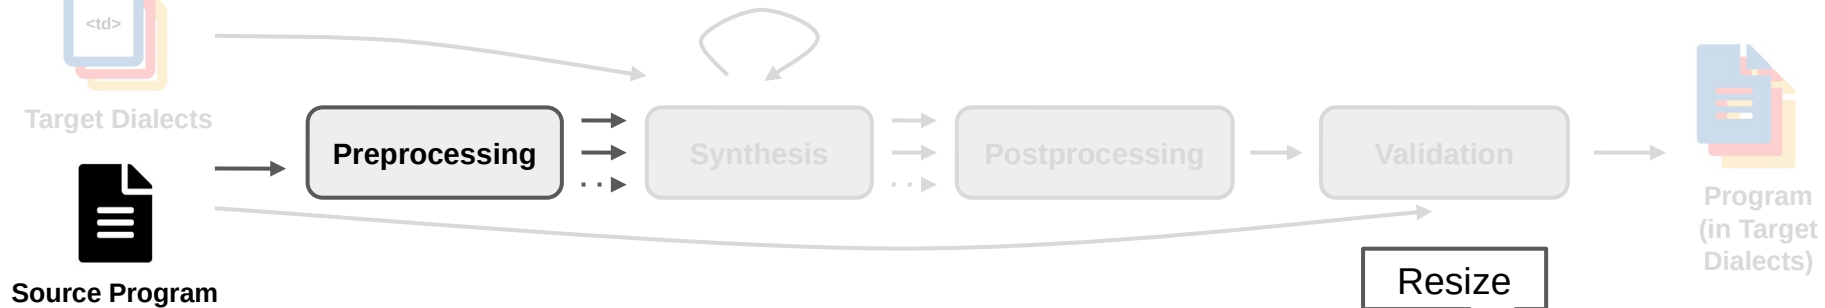 <td>
Target Dialects
Source Program
Preprocessing
Synthesis
Postprocessing
Validation
Resize
Program
(in Target
Dialects)